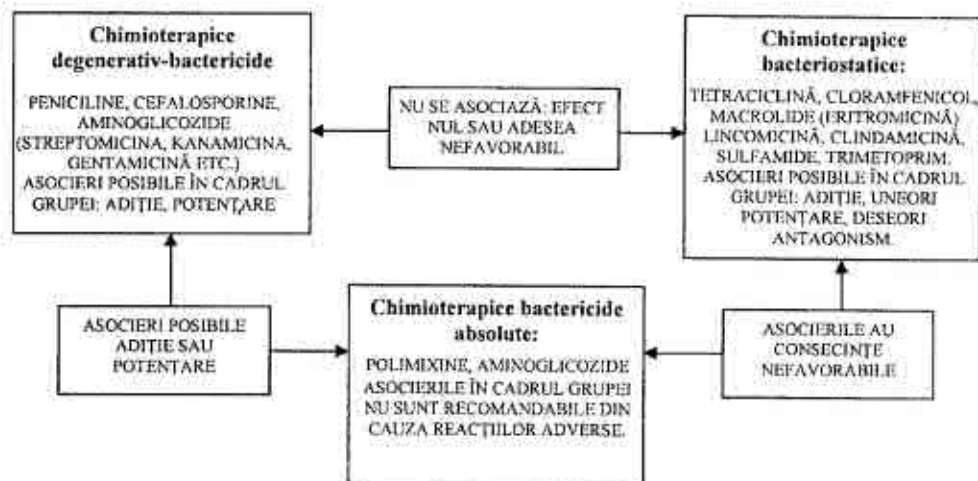 Chimioterapice
degenerativ-bactericide
PENICILINE, CEFALOSPORINE,
AMINOGLICOZIDE
(STREPTOMICINA, KANAMICINA,
GENTAMICINĂ ETC.)
ASOCIERI POSIBILE ÎN CADRUL
GRUPEI: ADIȚIE, POTENȚARE
NU SE ASOCIAZĂ: EFECT
NUL SAU ADESEA
NEFAVORABIL.
Chimioterapice
bacteriostatice:
TETRACICLINĂ, CLORAMFENICOL,
MACROLIDE (ERITROMICINĂ)
LINCOMICINĂ, CLINDAMICINĂ,
SULFAMIDE, TRIMETOPRIM.
ASOCIERI POSIBILE ÎN CADRUL
GRUPEI: ADIȚIE, UNEORI
POTENȚARE, DESEORI
ANTAGONISM.
ASOCIERI POSIBILE
ADIȚIE SAU
POTENȚARE
Chimioterapice bactericide
absolute:
POLIMIXINE, AMINOGLICOZIDE
ASOCIERILE ÎN CADRUL GRUPEI
NU SUNT RECOMANDABILE DIN
CAUZA REACȚIILOR ADVERSE.
ASOCIERILE AU
CONSECINȚE
NEFAVORABILE